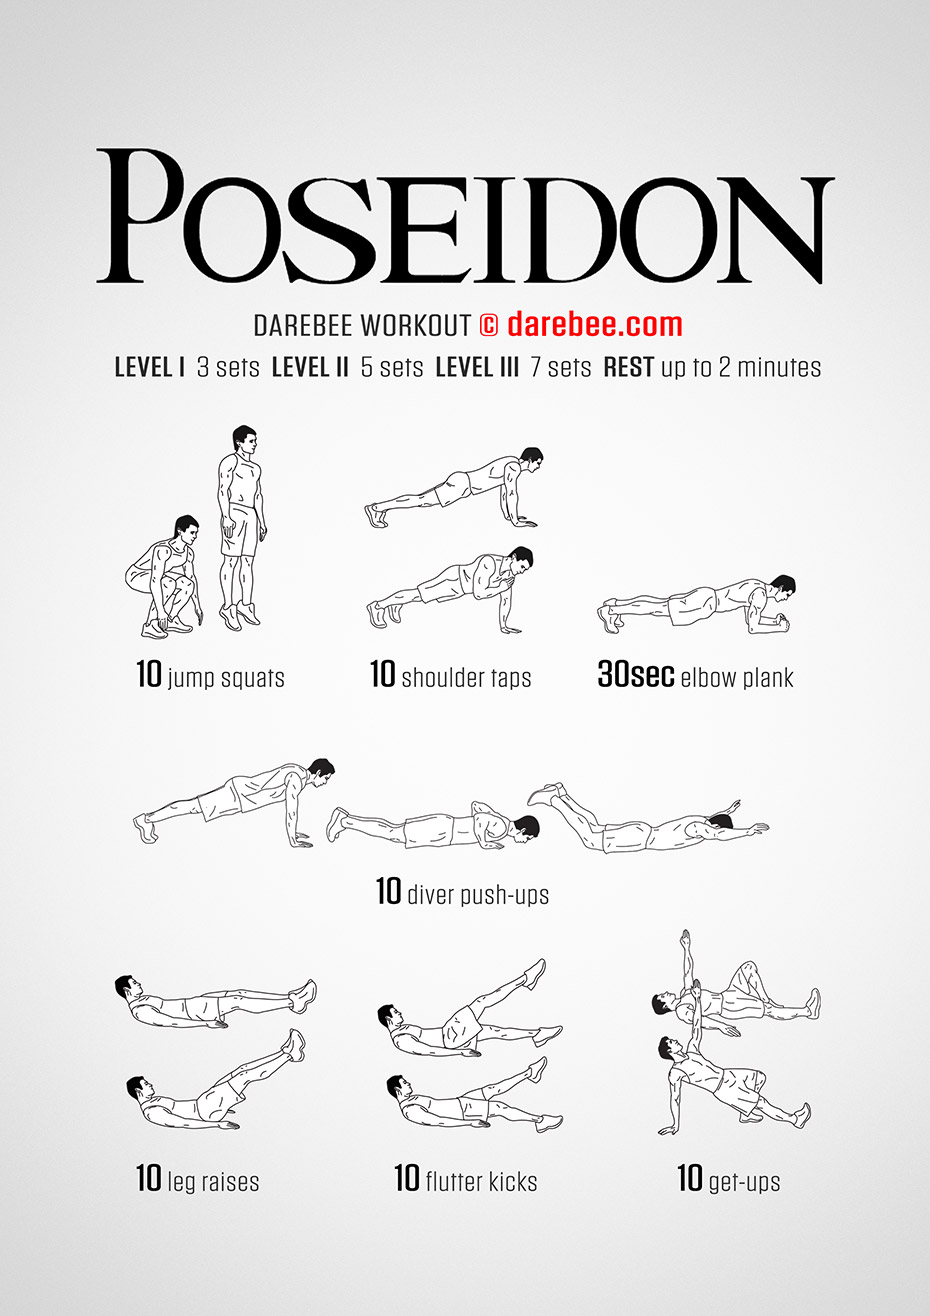 POSEIDON
DAREBEE WORKOUT © darebee.com
LEVEL I 3 sets LEVEL II 5 sets LEVEL III 7 sets REST up to 2 minutes
10 jump squats
10 shoulder taps
30sec elbow plank
10 diver push-ups
10 leg raises
10 flutter kicks
10 get-ups